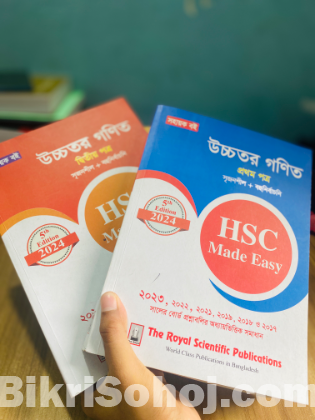 সহায়ক বই
উচ্চতর গণিত
দ্বিতীয় পত্র
সৃজনশীল + বহুনির্বাচনি
5th
Edition
2024
HSC
Made
সহায়ক বই
উচ্চতর গণিত
প্রথম পত্র
সৃজনশীল + বহুনির্বাচনি
5th
Edition
2024
HSC
Made Easy
২০২৩, ২০২২, ২০২১, ২০১৯, ২০১৮ ও ২০১৭
সালের বোর্ড প্রশ্নাবলির অধ্যায়ভিত্তিক সমাধান
The Royal Scientific Publications
World Class Publications in Bangladesh
BikriSohoj.com